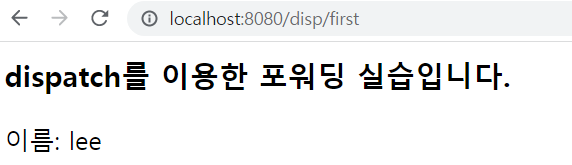 localhost:8080/disp/first
dispatch를 이용한 포워딩 실습입니다.
이름: lee